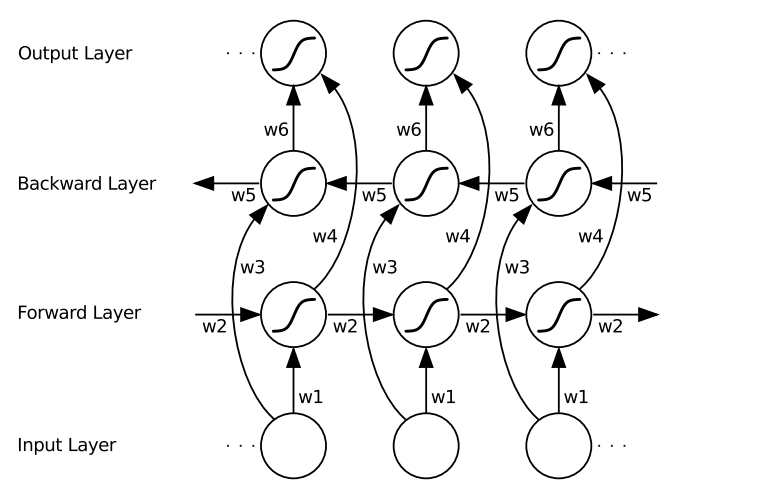 Output Layer . . . . . .
w6 w6 w6
Backward Layer
w5 w5 w5 w5
w4 w4 w4
w3 w3 w3
Forward Layer
w2 w2 w2 w2
w1 w1 w1
Input Layer . . . . . .